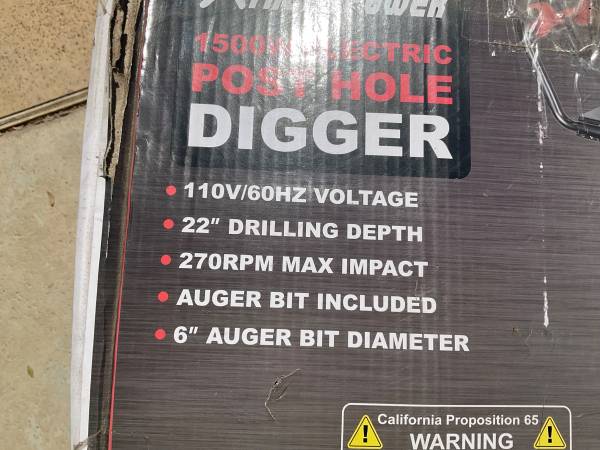 POWER
1500W ELECTRIC
POST HOLE
DIGGER
• 110V/60HZ VOLTAGE
• 22″ DRILLING DEPTH
• 270RPM MAX IMPACT
• AUGER BIT INCLUDED
• 6″ AUGER BIT DIAMETER
California Proposition 65
WARNING